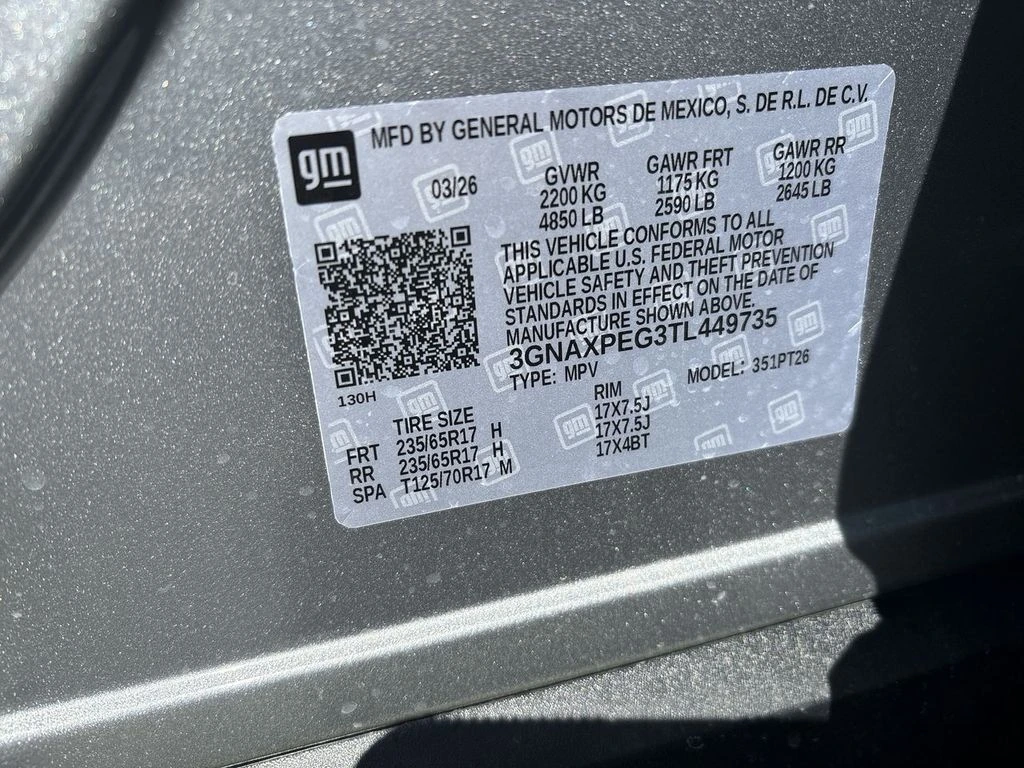 gm
MFD BY GENERAL MOTORS DE MEXICO, S. DE R.L. DE C.V.
03/26
GVWR GAWR FRT GAWR RR
2200 KG 1175 KG 1200 KG
4850 LB 2590 LB 2645 LB
THIS VEHICLE CONFORMS TO ALL
APPLICABLE U.S. FEDERAL MOTOR
VEHICLE SAFETY AND THEFT PREVENTION
STANDARDS IN EFFECT ON THE DATE OF
MANUFACTURE SHOWN ABOVE.
3GNAXPEG3TL449735
TYPE: MPV MODEL: 351PT26
130H
TIRE SIZE RIM
FRT 235/65R17 H 17X7.5J
RR 235/65R17 H 17X7.5J
SPA T125/70R17 M 17X4BT